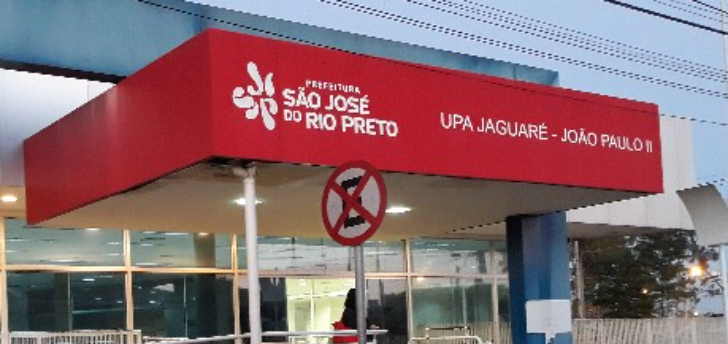 PREFEITURA
SÃO JOSÉ
DO RIO PRETO
UPA JAGUARÉ - JOÃO PAULO II